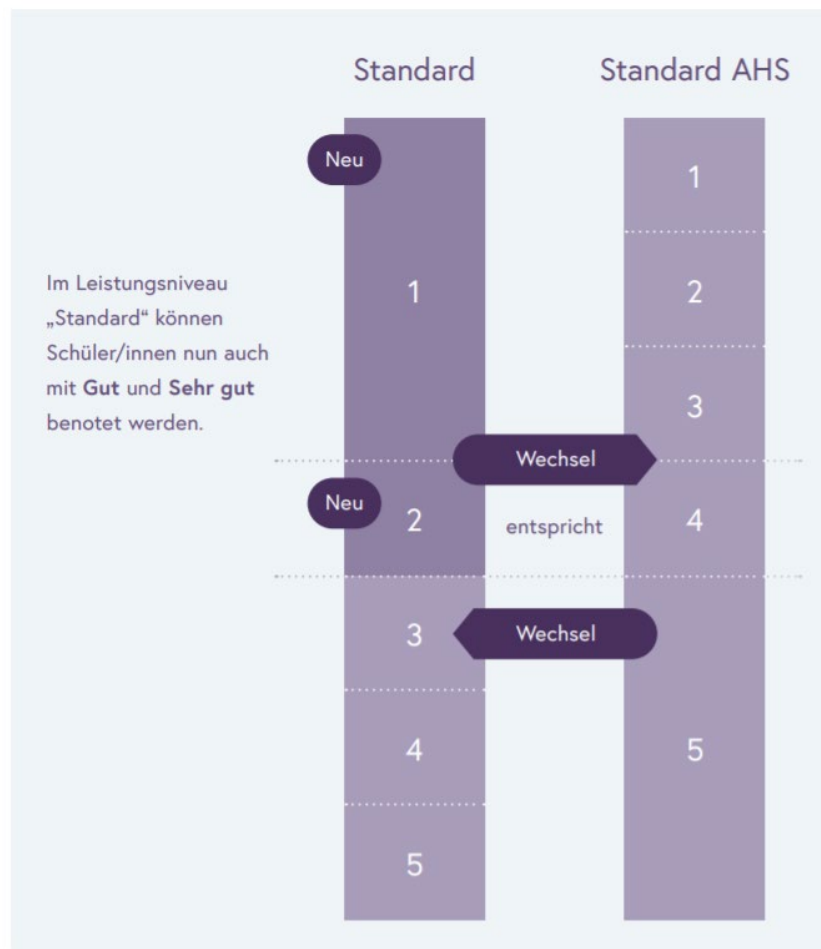 Standard
Standard AHS
Neu
1
1
Im Leistungsniveau
„Standard“ können
Schüler/innen nun auch
mit Gut und Sehr gut
benotet werden.
2
3
Wechsel
Neu
2
entspricht
4
3
Wechsel
4
5
5